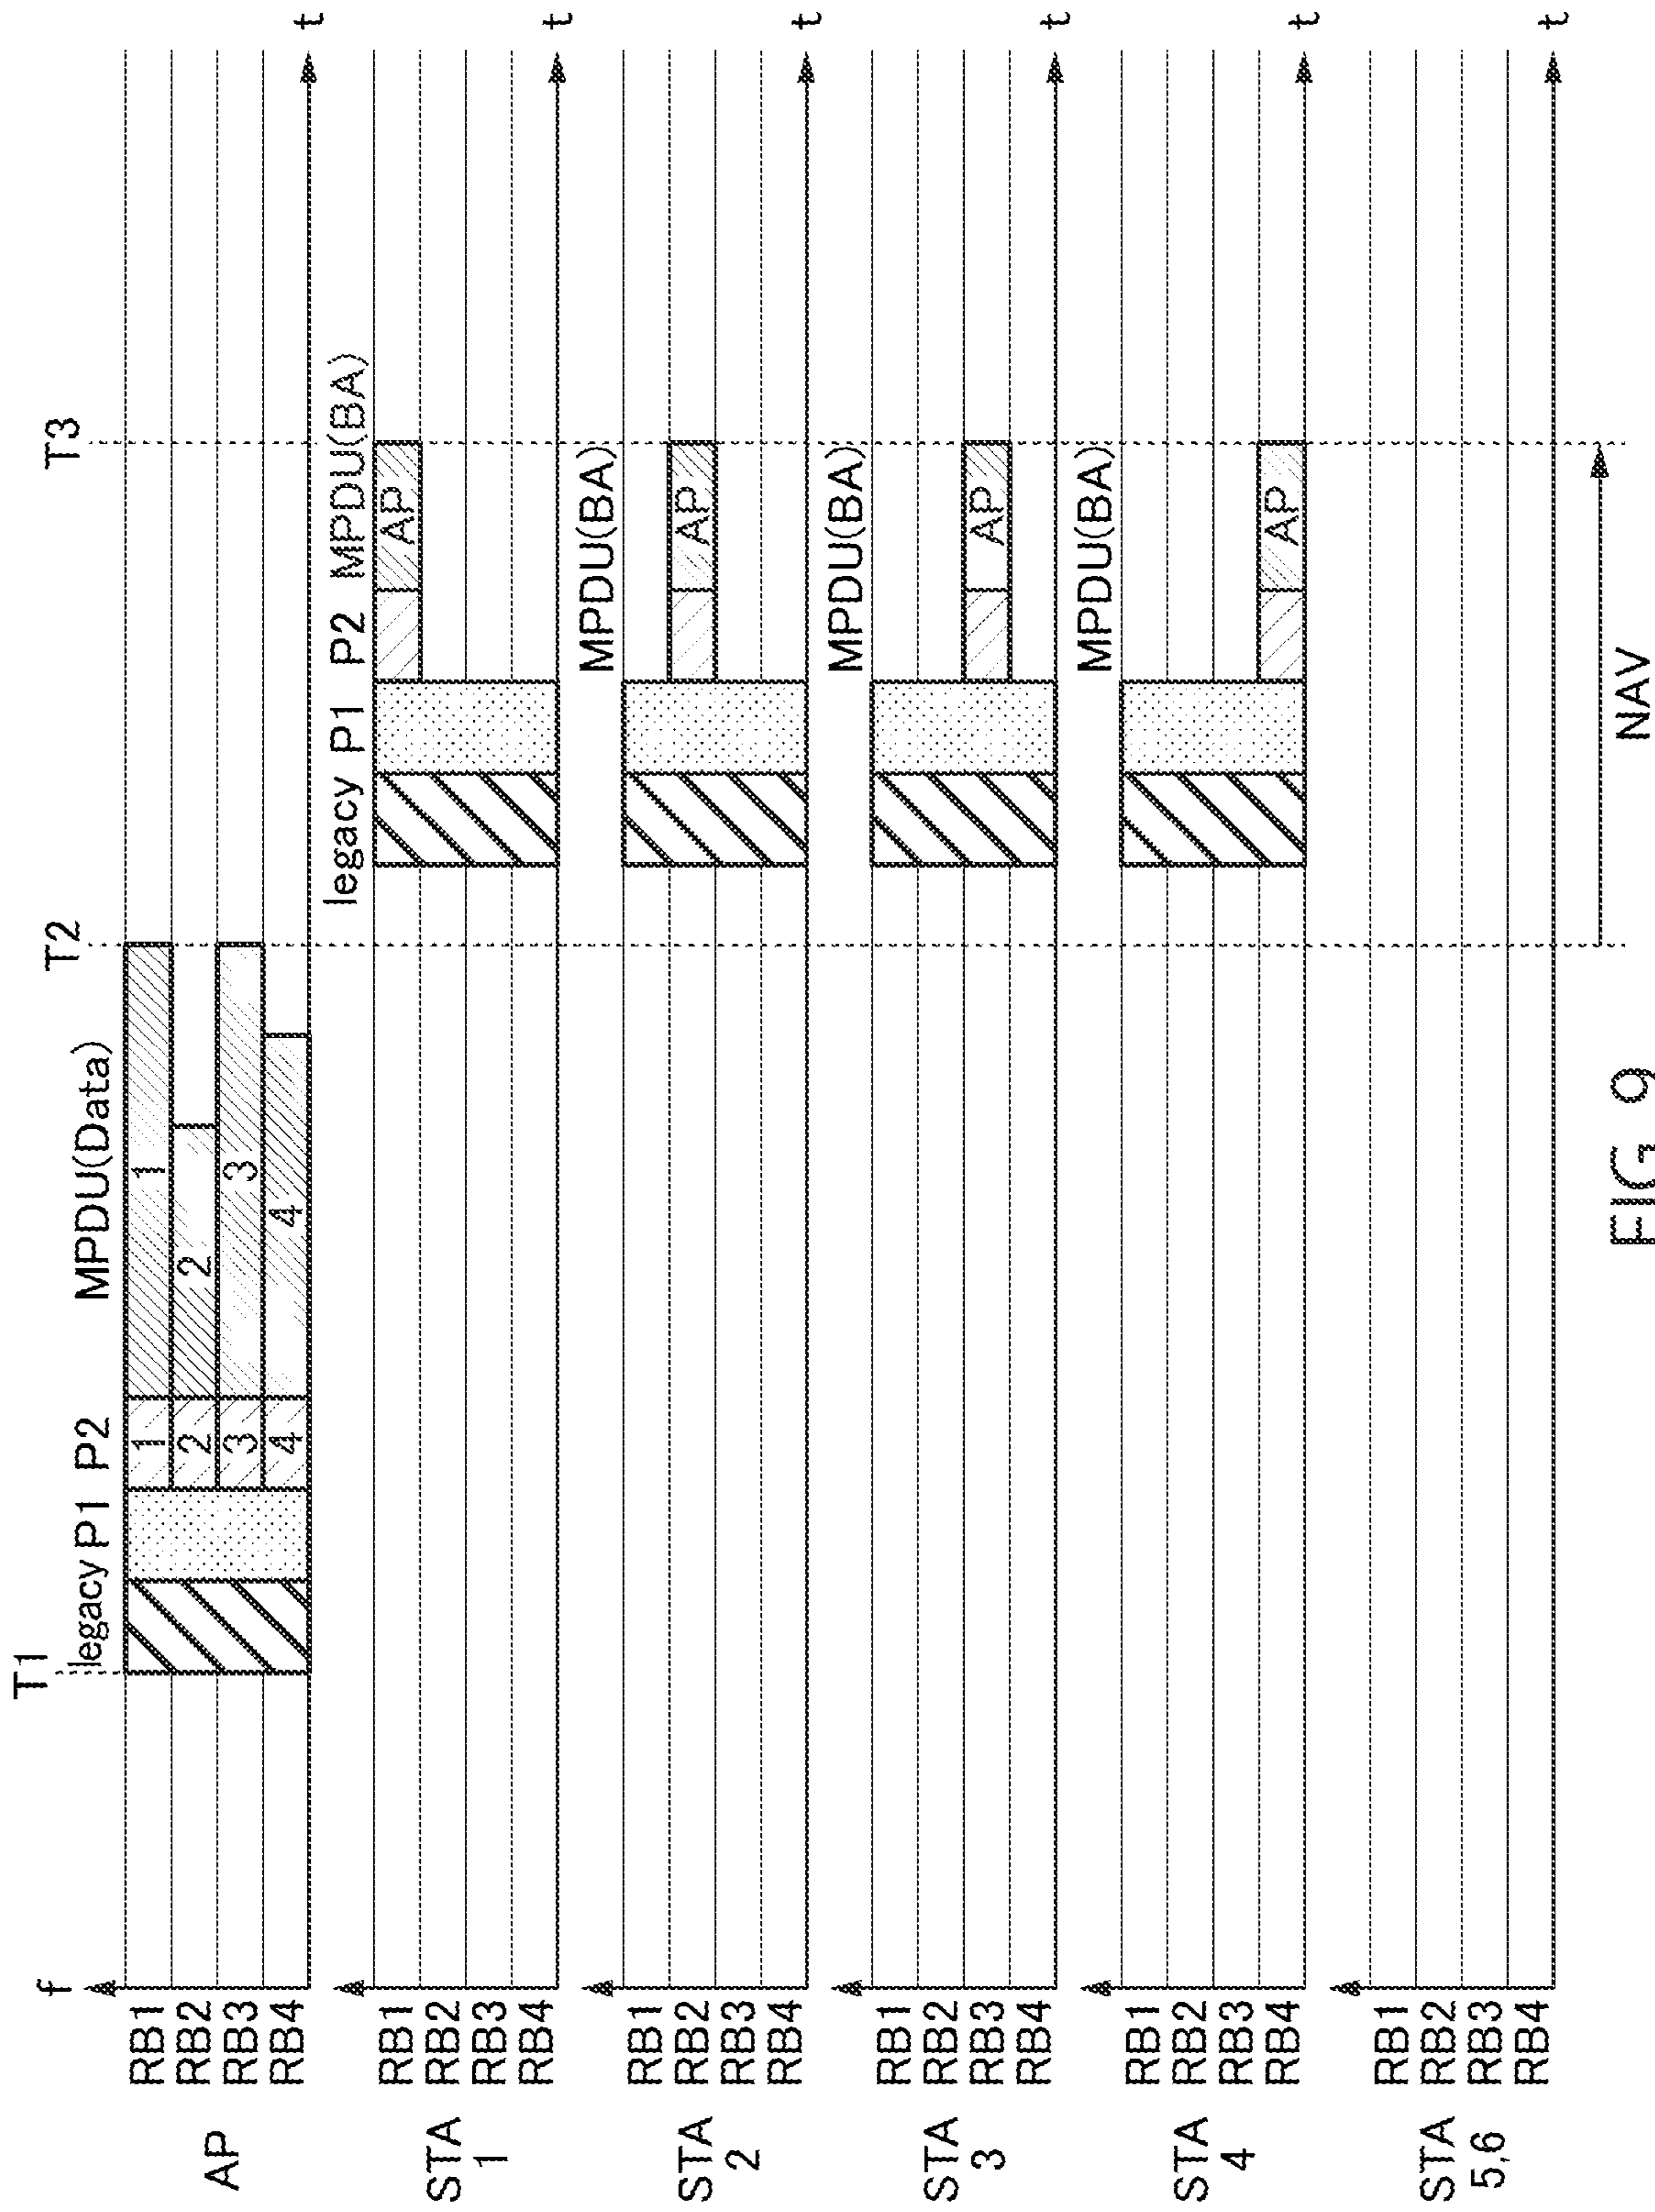 T1
T2
T3
legacy P1 P2 MPDU(Data)
f
AP
RB1
RB2
RB3
RB4
1
2
3
4
1
2
3
4
t
legacy P1 P2 MPDU(BA)
STA
1
RB1
RB2
RB3
RB4
AP
t
MPDU(BA)
STA
2
RB1
RB2
RB3
RB4
AP
t
MPDU(BA)
STA
3
RB1
RB2
RB3
RB4
AP
t
MPDU(BA)
STA
4
RB1
RB2
RB3
RB4
AP
t
STA
5,6
RB1
RB2
RB3
RB4
t
NAV
FIG 9